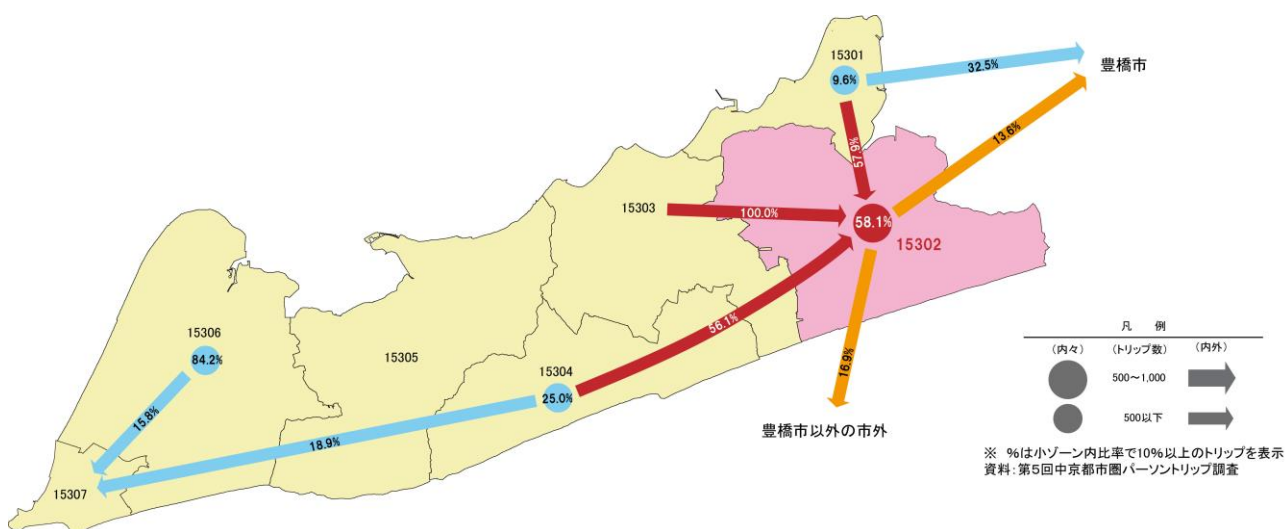 15301
9.6%
32.5%
豊橋市
13.6%
57.9%
15303
100.0%
58.1%
15302
56.1%
16.9%
15306
84.2%
15305
15304
25.0%
15.8%
18.9%
15307
豊橋市以外の市外
凡 例
(内々) (トリップ数) (内外)
500～1,000
500以下
※ %は小ゾーン内比率で10%以上のトリップを表示
資料:第5回中京都市圏パーソントリップ調査